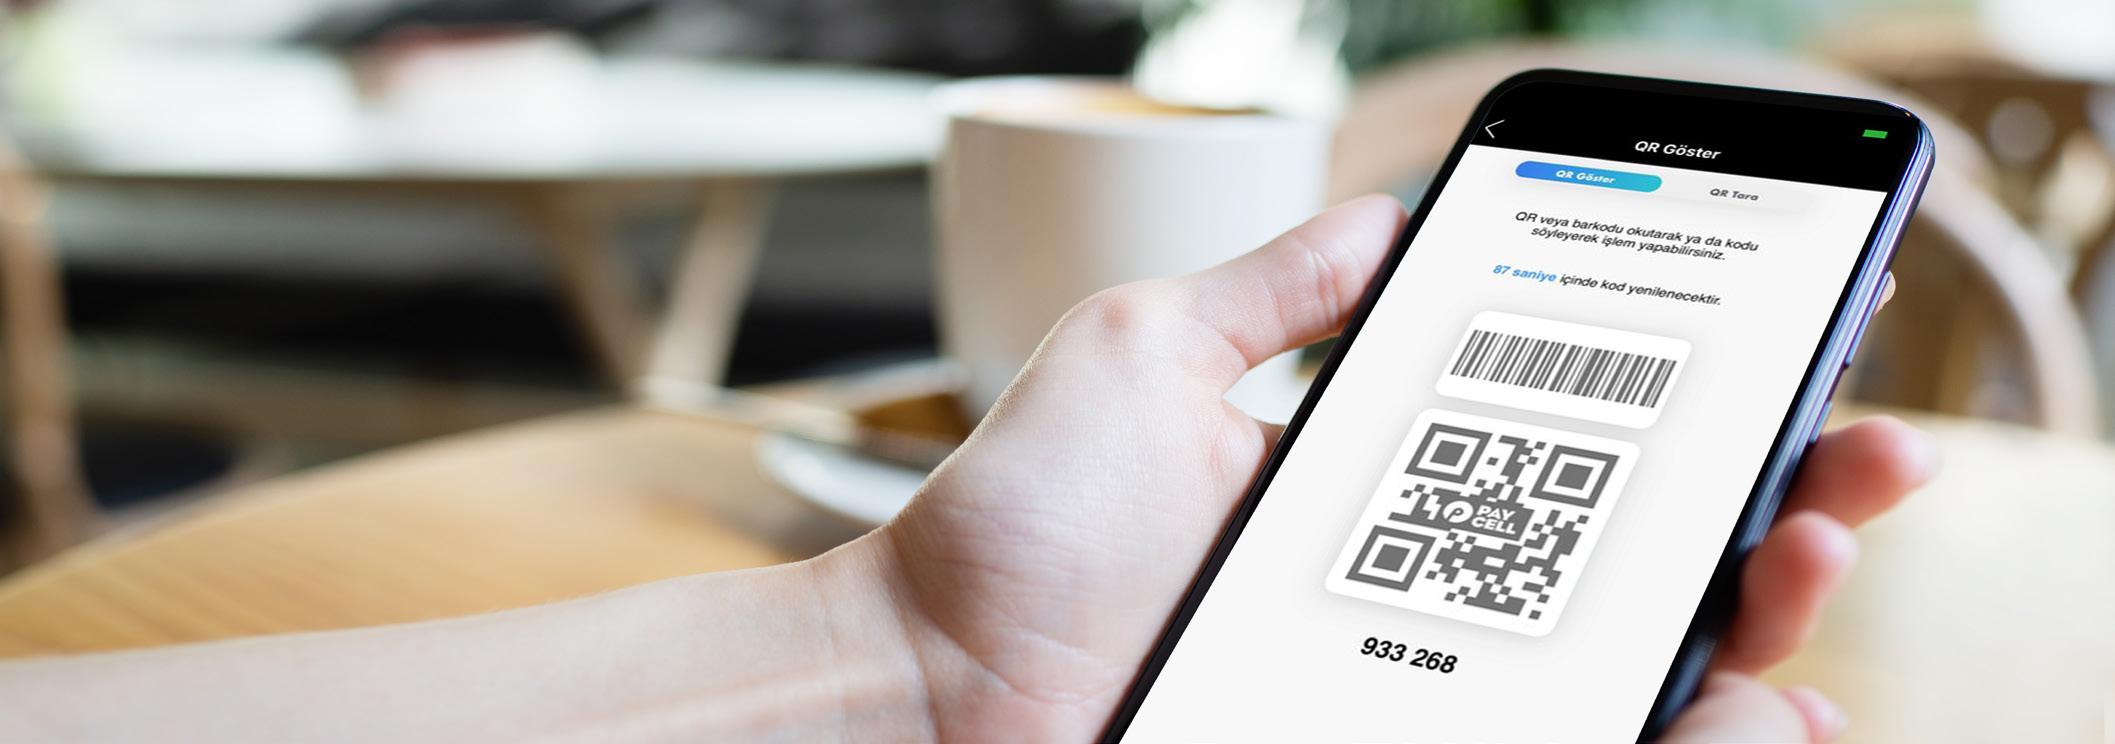 QR Göster
QR Göster
QR Tara
QR veya barkodu okutarak ya da kodu
söyleyerek işlem yapabilirsiniz.
87 saniye içinde kod yenilenecektir.
PAY
CELL
933 268